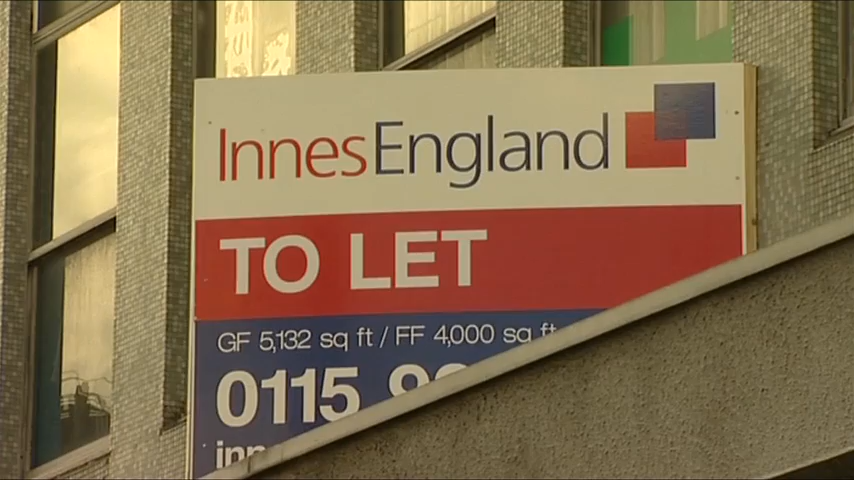 InnesEngland
TO LET
GF 5,132 sq ft / FF 4,000 sq ft
0115